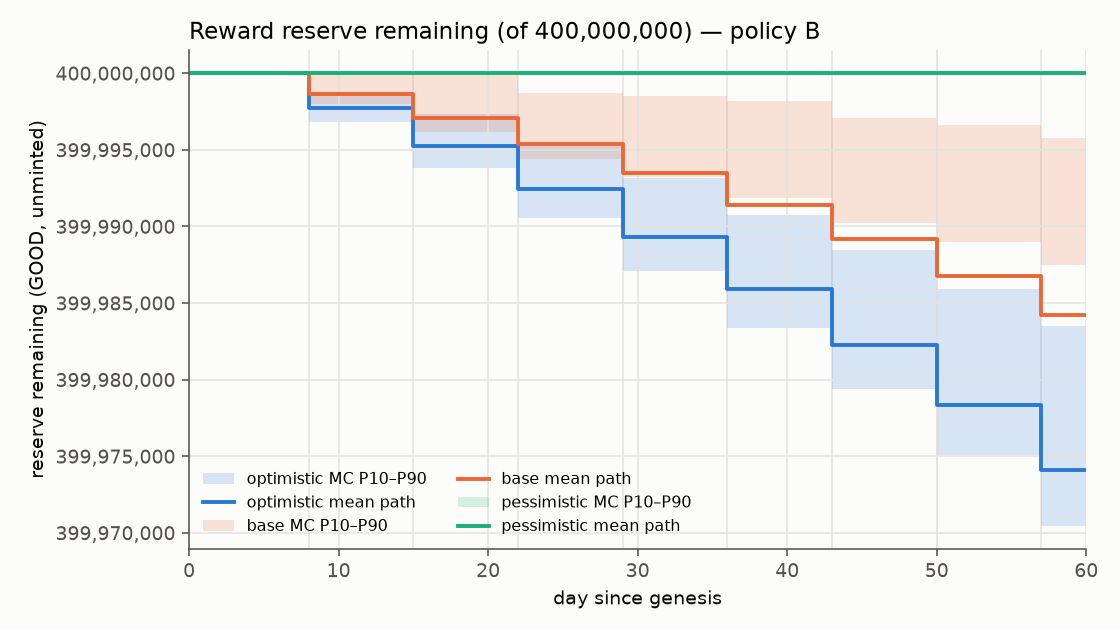 Reward reserve remaining (of 400,000,000) — policy B
reserve remaining (GOOD, unminted)
400,000,000
399,995,000
399,990,000
399,985,000
399,980,000
399,975,000
399,970,000
optimistic MC P10–P90
optimistic mean path
base MC P10–P90
base mean path
pessimistic MC P10–P90
pessimistic mean path
0 10 20 30 40 50 60
day since genesis